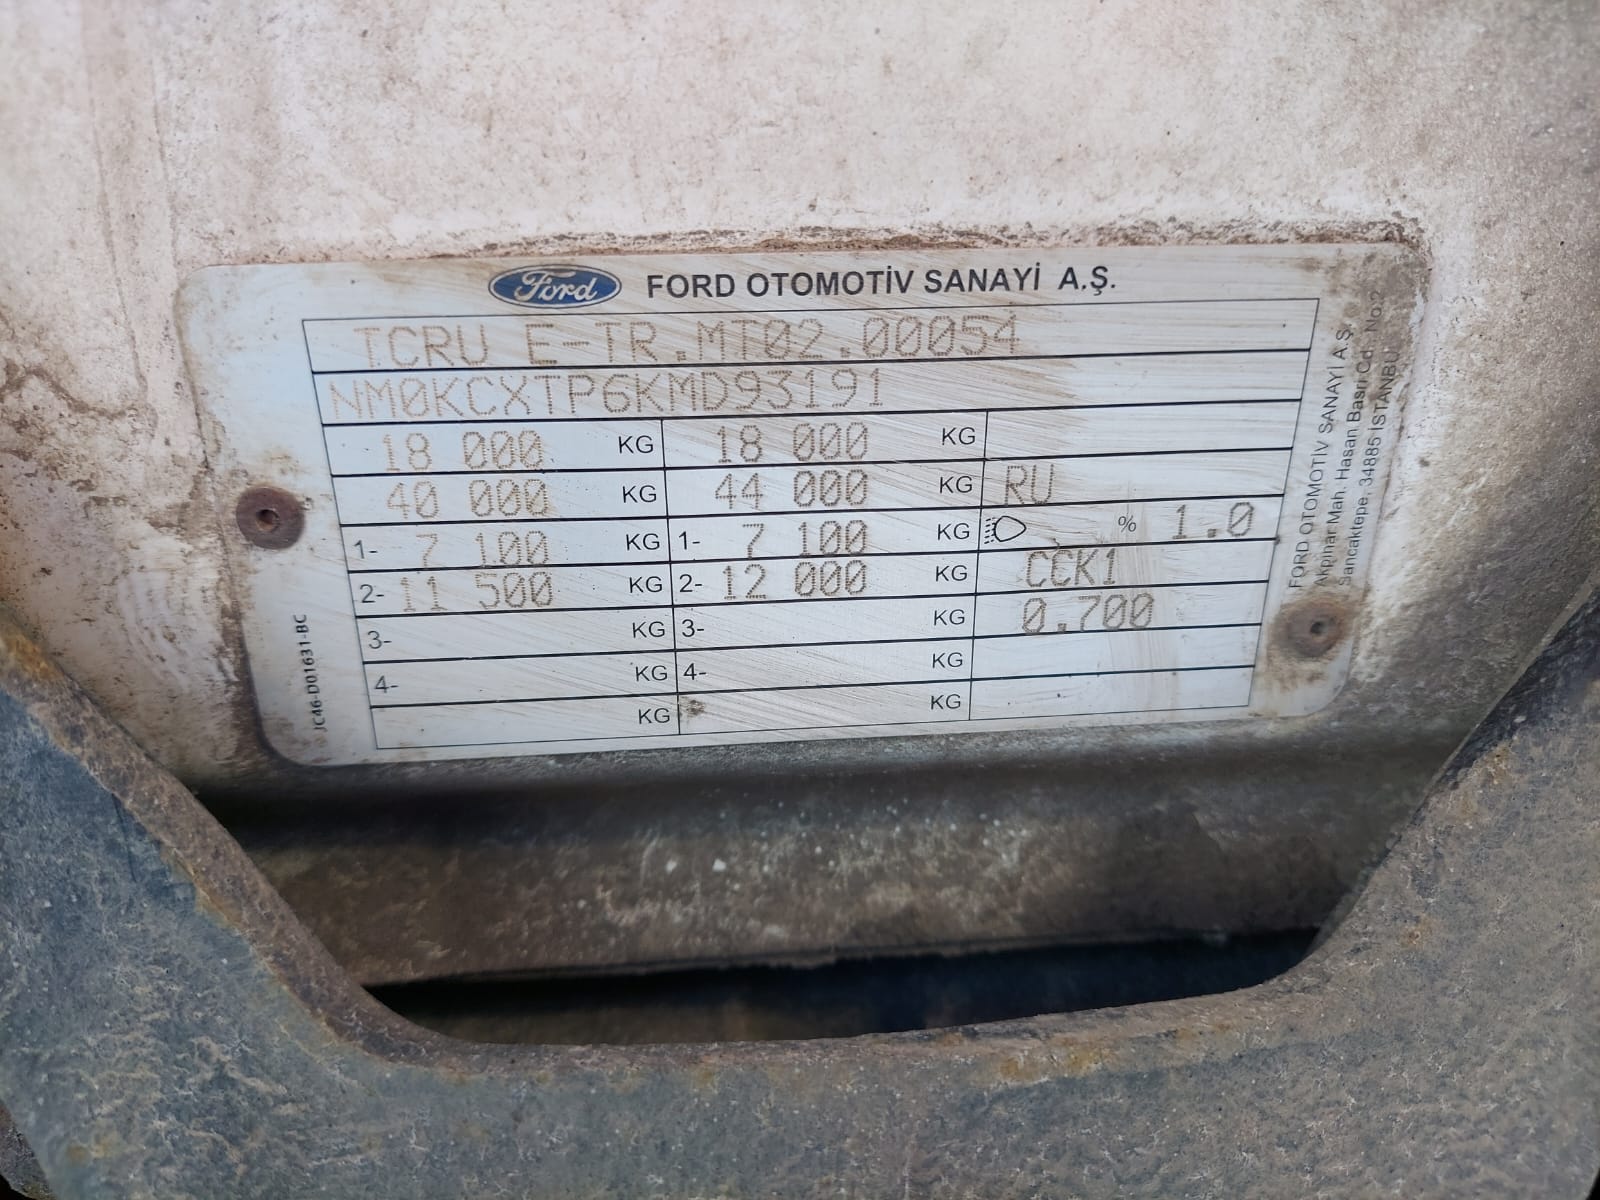 Ford FORD OTOMOTİV SANAYİ A.Ş.
TCRU E-TR.MT02.00054
NM0KCXTP6KMD93191
18 000 KG 18 000 KG
40 000 KG 44 000 KG RU
1- 7 100 KG 1- 7 100 KG % 1.0
2- 11 500 KG 2- 12 000 KG CCK1
3- KG 3- KG 0.700
4- KG 4- KG
KG KG
JC46-D01631-BC
FORD OTOMOTİV SANAYİ A.Ş.
Akpınar Mah. Hasan Basri Cd. No:2
Sancaktepe, 34885 İSTANBUL